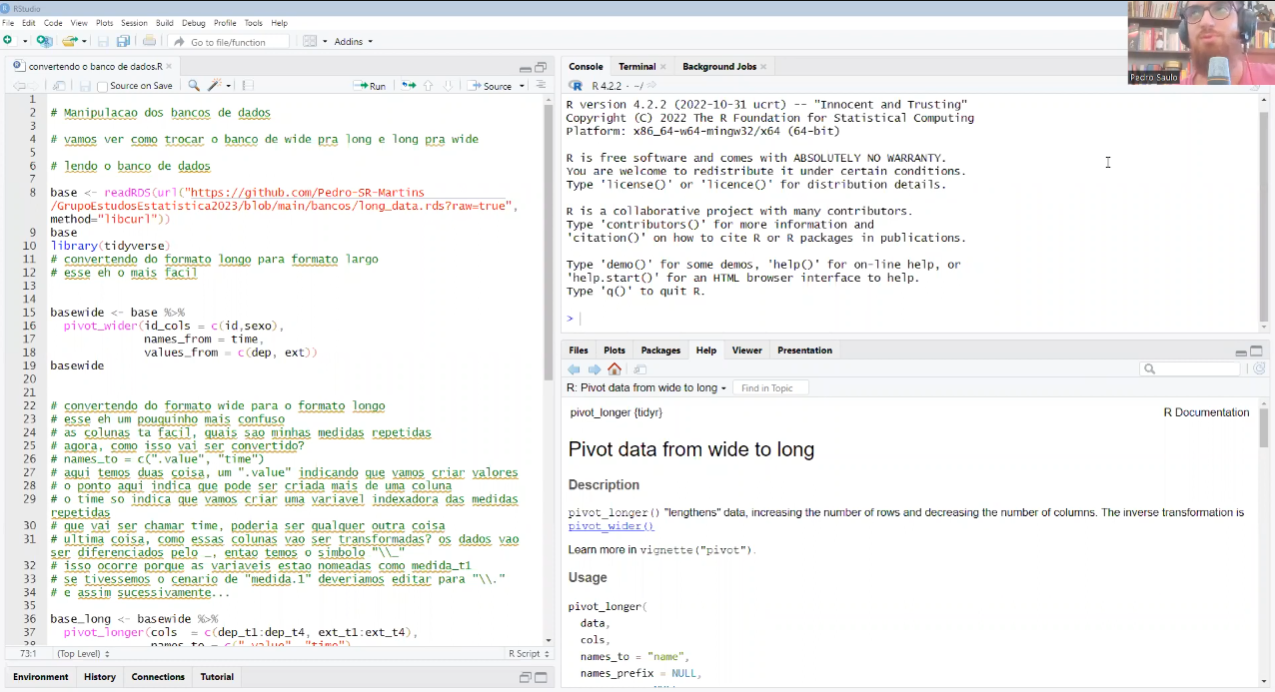 RStudio
File Edit Code View Plots Session Build Debug Profile Tools Help
Go to file/function Addins
convertendo o banco de dados.R
Source on Save Run Source
1
2 # Manipulacao dos bancos de dados
3
4 # vamos ver como trocar o banco de wide pra long e long pra wide
5
6 # lendo o banco de dados
7
8 base <- readRDS(url("https://github.com/Pedro-SR-Martins
/GrupoEstudosEstatistica2023/blob/main/bancos/long_data.rds?raw=true",
method="libcurl"))
9 base
10 library(tidyverse)
11 # convertendo do formato longo para formato largo
12 # esse eh o mais facil
13
14
15 basewide <- base %>%
16 pivot_wider(id_cols = c(id,sexo),
17 names_from = time,
18 values_from = c(dep, ext))
19 basewide
20
21
22 # convertendo do formato wide para o formato longo
23 # esse eh um pouquinho mais confuso
24 # as colunas ta facil, quais sao minhas medidas repetidas
25 # agora, como isso vai ser convertido?
26 # names_to = c(".value", "time")
27 # aqui temos duas coisa, um ".value" indicando que vamos criar valores
28 # o ponto aqui indica que pode ser criada mais de uma coluna
29 # o time so indica que vamos criar uma variavel indexadora das medidas
repetidas
30 # que vai ser chamar time, poderia ser qualquer outra coisa
31 # ultima coisa, como essas colunas vao ser transformadas? os dados vao
ser diferenciados pelo _, entao temos o simbolo "\\_"
32 # isso ocorre porque as variaveis estao nomeadas como medida_t1
33 # se tivessemos o cenario de "medida.1" deveriamos editar para "\\."
34 # e assim sucessivamente...
35
36 base_long <- basewide %>%
37 pivot_longer(cols = c(dep_t1:dep_t4, ext_t1:ext_t4),
38 names_to = c(".value", "time")
73:1 (Top Level) R Script
Environment History Connections Tutorial
Console Terminal Background Jobs
R 4.2.2 · ~/
R version 4.2.2 (2022-10-31 ucrt) -- "Innocent and Trusting"
Copyright (C) 2022 The R Foundation for Statistical Computing
Platform: x86_64-w64-mingw32/x64 (64-bit)
R is free software and comes with ABSOLUTELY NO WARRANTY.
You are welcome to redistribute it under certain conditions.
Type 'license()' or 'licence()' for distribution details.
R is a collaborative project with many contributors.
Type 'contributors()' for more information and
'citation()' on how to cite R or R packages in publications.
Type 'demo()' for some demos, 'help()' for on-line help, or
'help.start()' for an HTML browser interface to help.
Type 'q()' to quit R.
>
Pedro Saulo
Files Plots Packages Help Viewer Presentation
R: Pivot data from wide to long Find in Topic
pivot_longer {tidyr} R Documentation
Pivot data from wide to long
Description
pivot_longer() "lengthens" data, increasing the number of rows and decreasing the number of columns. The inverse transformation is
pivot_wider()
Learn more in vignette("pivot").
Usage
pivot_longer(
data,
cols,
names_to = "name",
names_prefix = NULL,